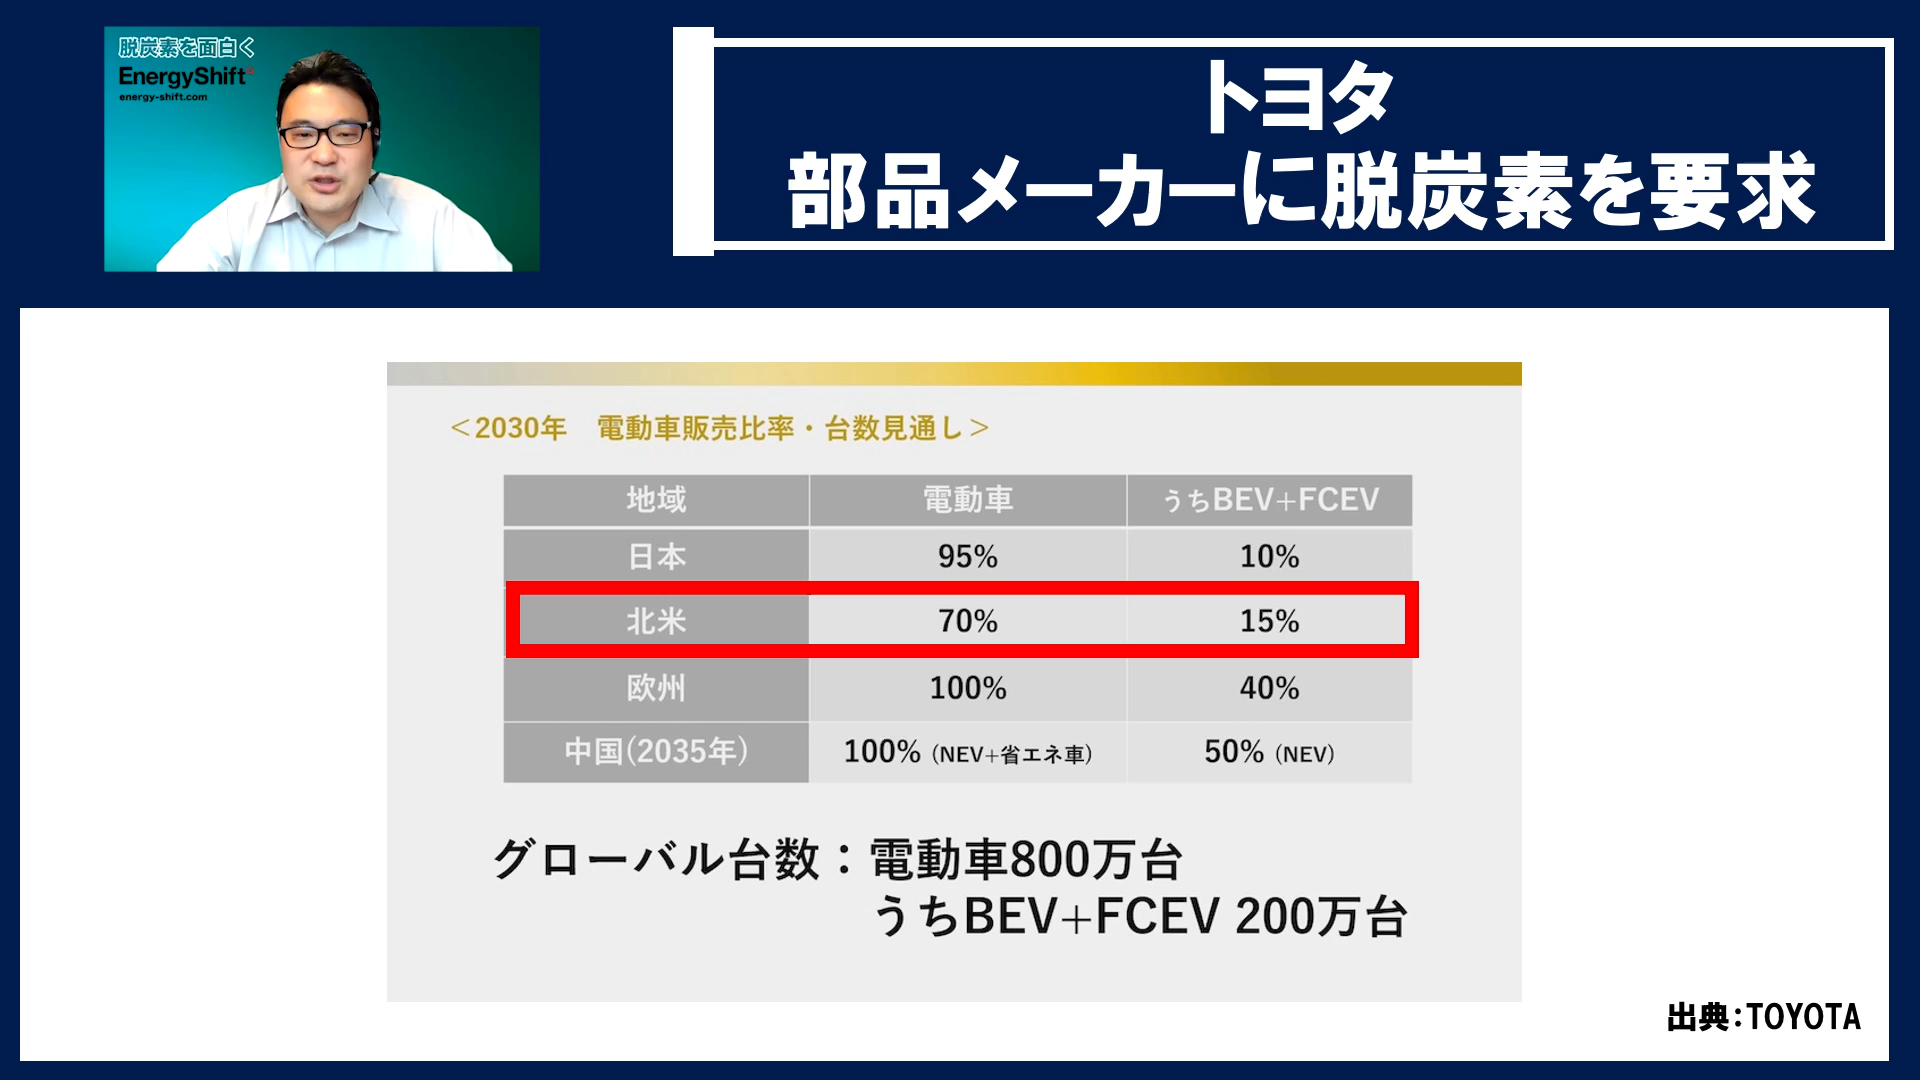 脱炭素を面白く
EnergyShift
energy-shift.com
トヨタ
部品メーカーに脱炭素を要求
＜2030年　電動車販売比率・台数見通し＞
地域 電動車 うちBEV+FCEV
日本 95% 10%
北米 70% 15%
欧州 100% 40%
中国(2035年) 100% (NEV+省エネ車) 50% (NEV)
グローバル台数：電動車800万台
うちBEV+FCEV 200万台
出典：TOYOTA